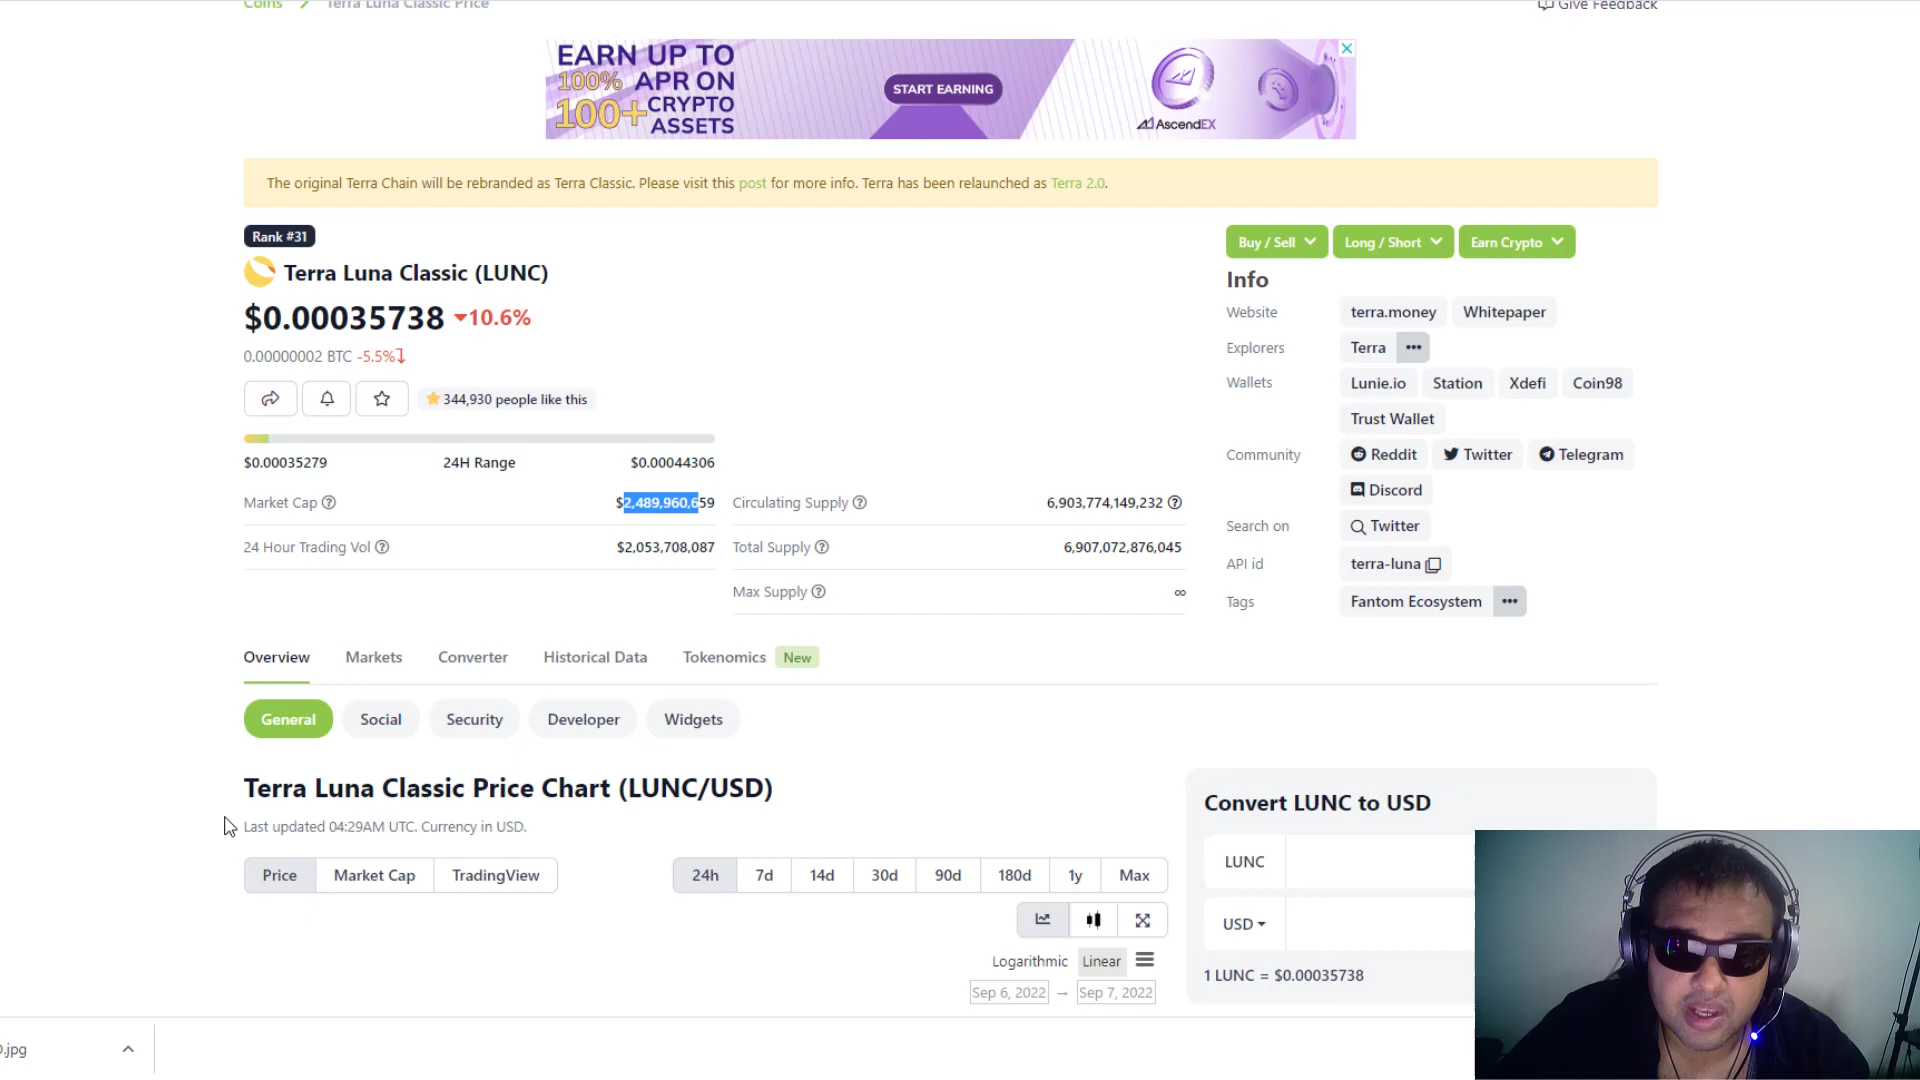 Coins > Terra Luna Classic Price
Give Feedback
EARN UP TO
100% APR ON
100+ CRYPTO
ASSETS
START EARNING
AscendEX
The original Terra Chain will be rebranded as Terra Classic. Please visit this post for more info. Terra has been relaunched as Terra 2.0.
Rank #31
Terra Luna Classic (LUNC)
$0.00035738 10.6%
0.00000002 BTC -5.5%
344,930 people like this
$0.00035279 24H Range $0.00044306
Market Cap $2,489,960,659
24 Hour Trading Vol $2,053,708,087
Circulating Supply 6,903,774,149,232
Total Supply 6,907,072,876,045
Max Supply ∞
Buy / Sell Long / Short Earn Crypto
Info
Website terra.money Whitepaper
Explorers Terra •••
Wallets Lunie.io Station Xdefi Coin98
Trust Wallet
Community Reddit Twitter Telegram
Discord
Search on Twitter
API id terra-luna
Tags Fantom Ecosystem •••
Overview Markets Converter Historical Data Tokenomics New
General Social Security Developer Widgets
Terra Luna Classic Price Chart (LUNC/USD)
Last updated 04:29AM UTC. Currency in USD.
Price Market Cap TradingView
24h 7d 14d 30d 90d 180d 1y Max
Logarithmic Linear
Sep 6, 2022 → Sep 7, 2022
Convert LUNC to USD
LUNC
USD
1 LUNC = $0.00035738
.jpg